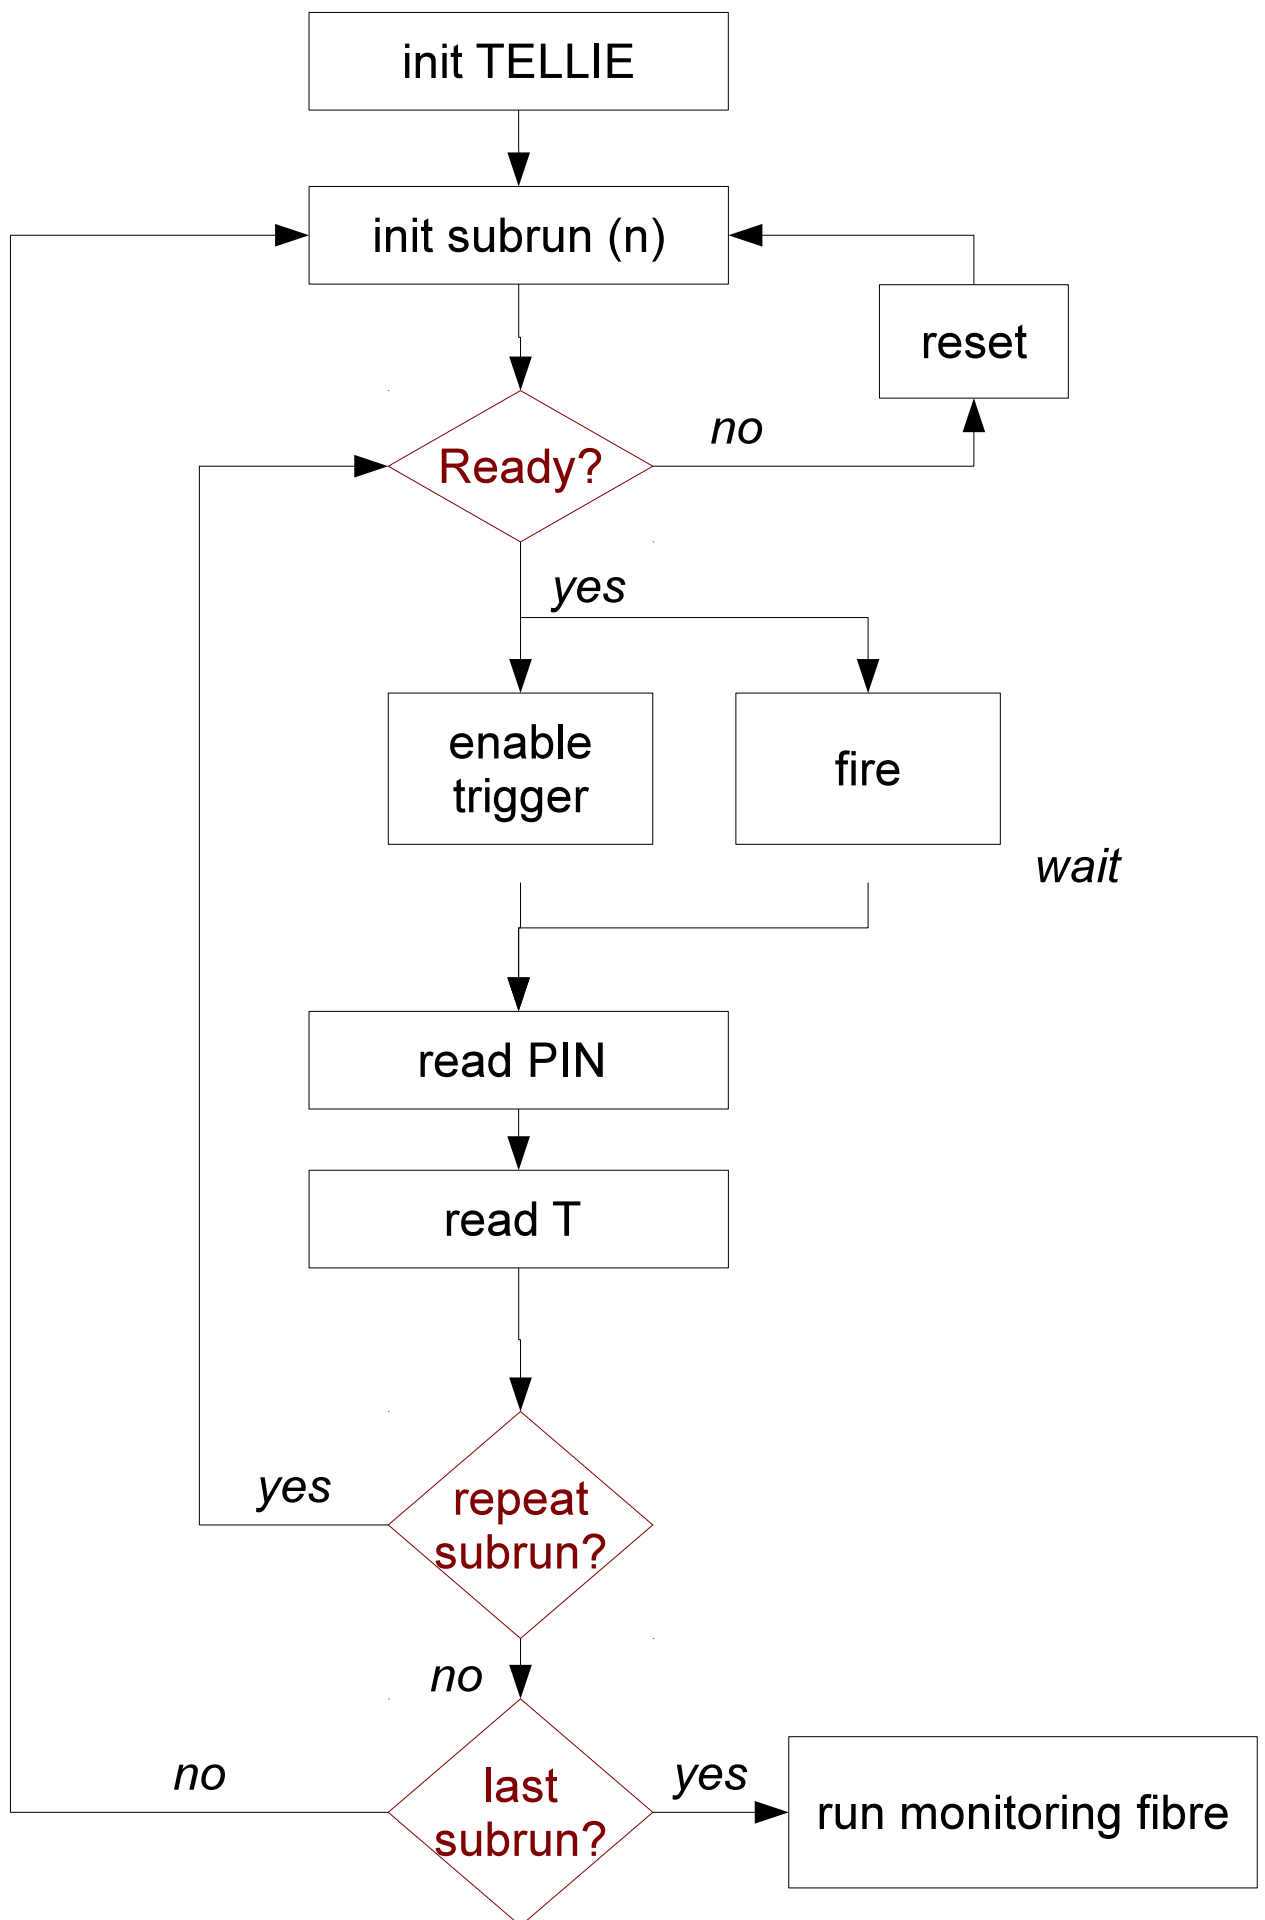 init TELLIE
init subrun (n)
reset
no
Ready?
yes
enable
trigger
fire
wait
read PIN
read T
yes
repeat
subrun?
no
no
last
subrun?
yes
run monitoring fibre